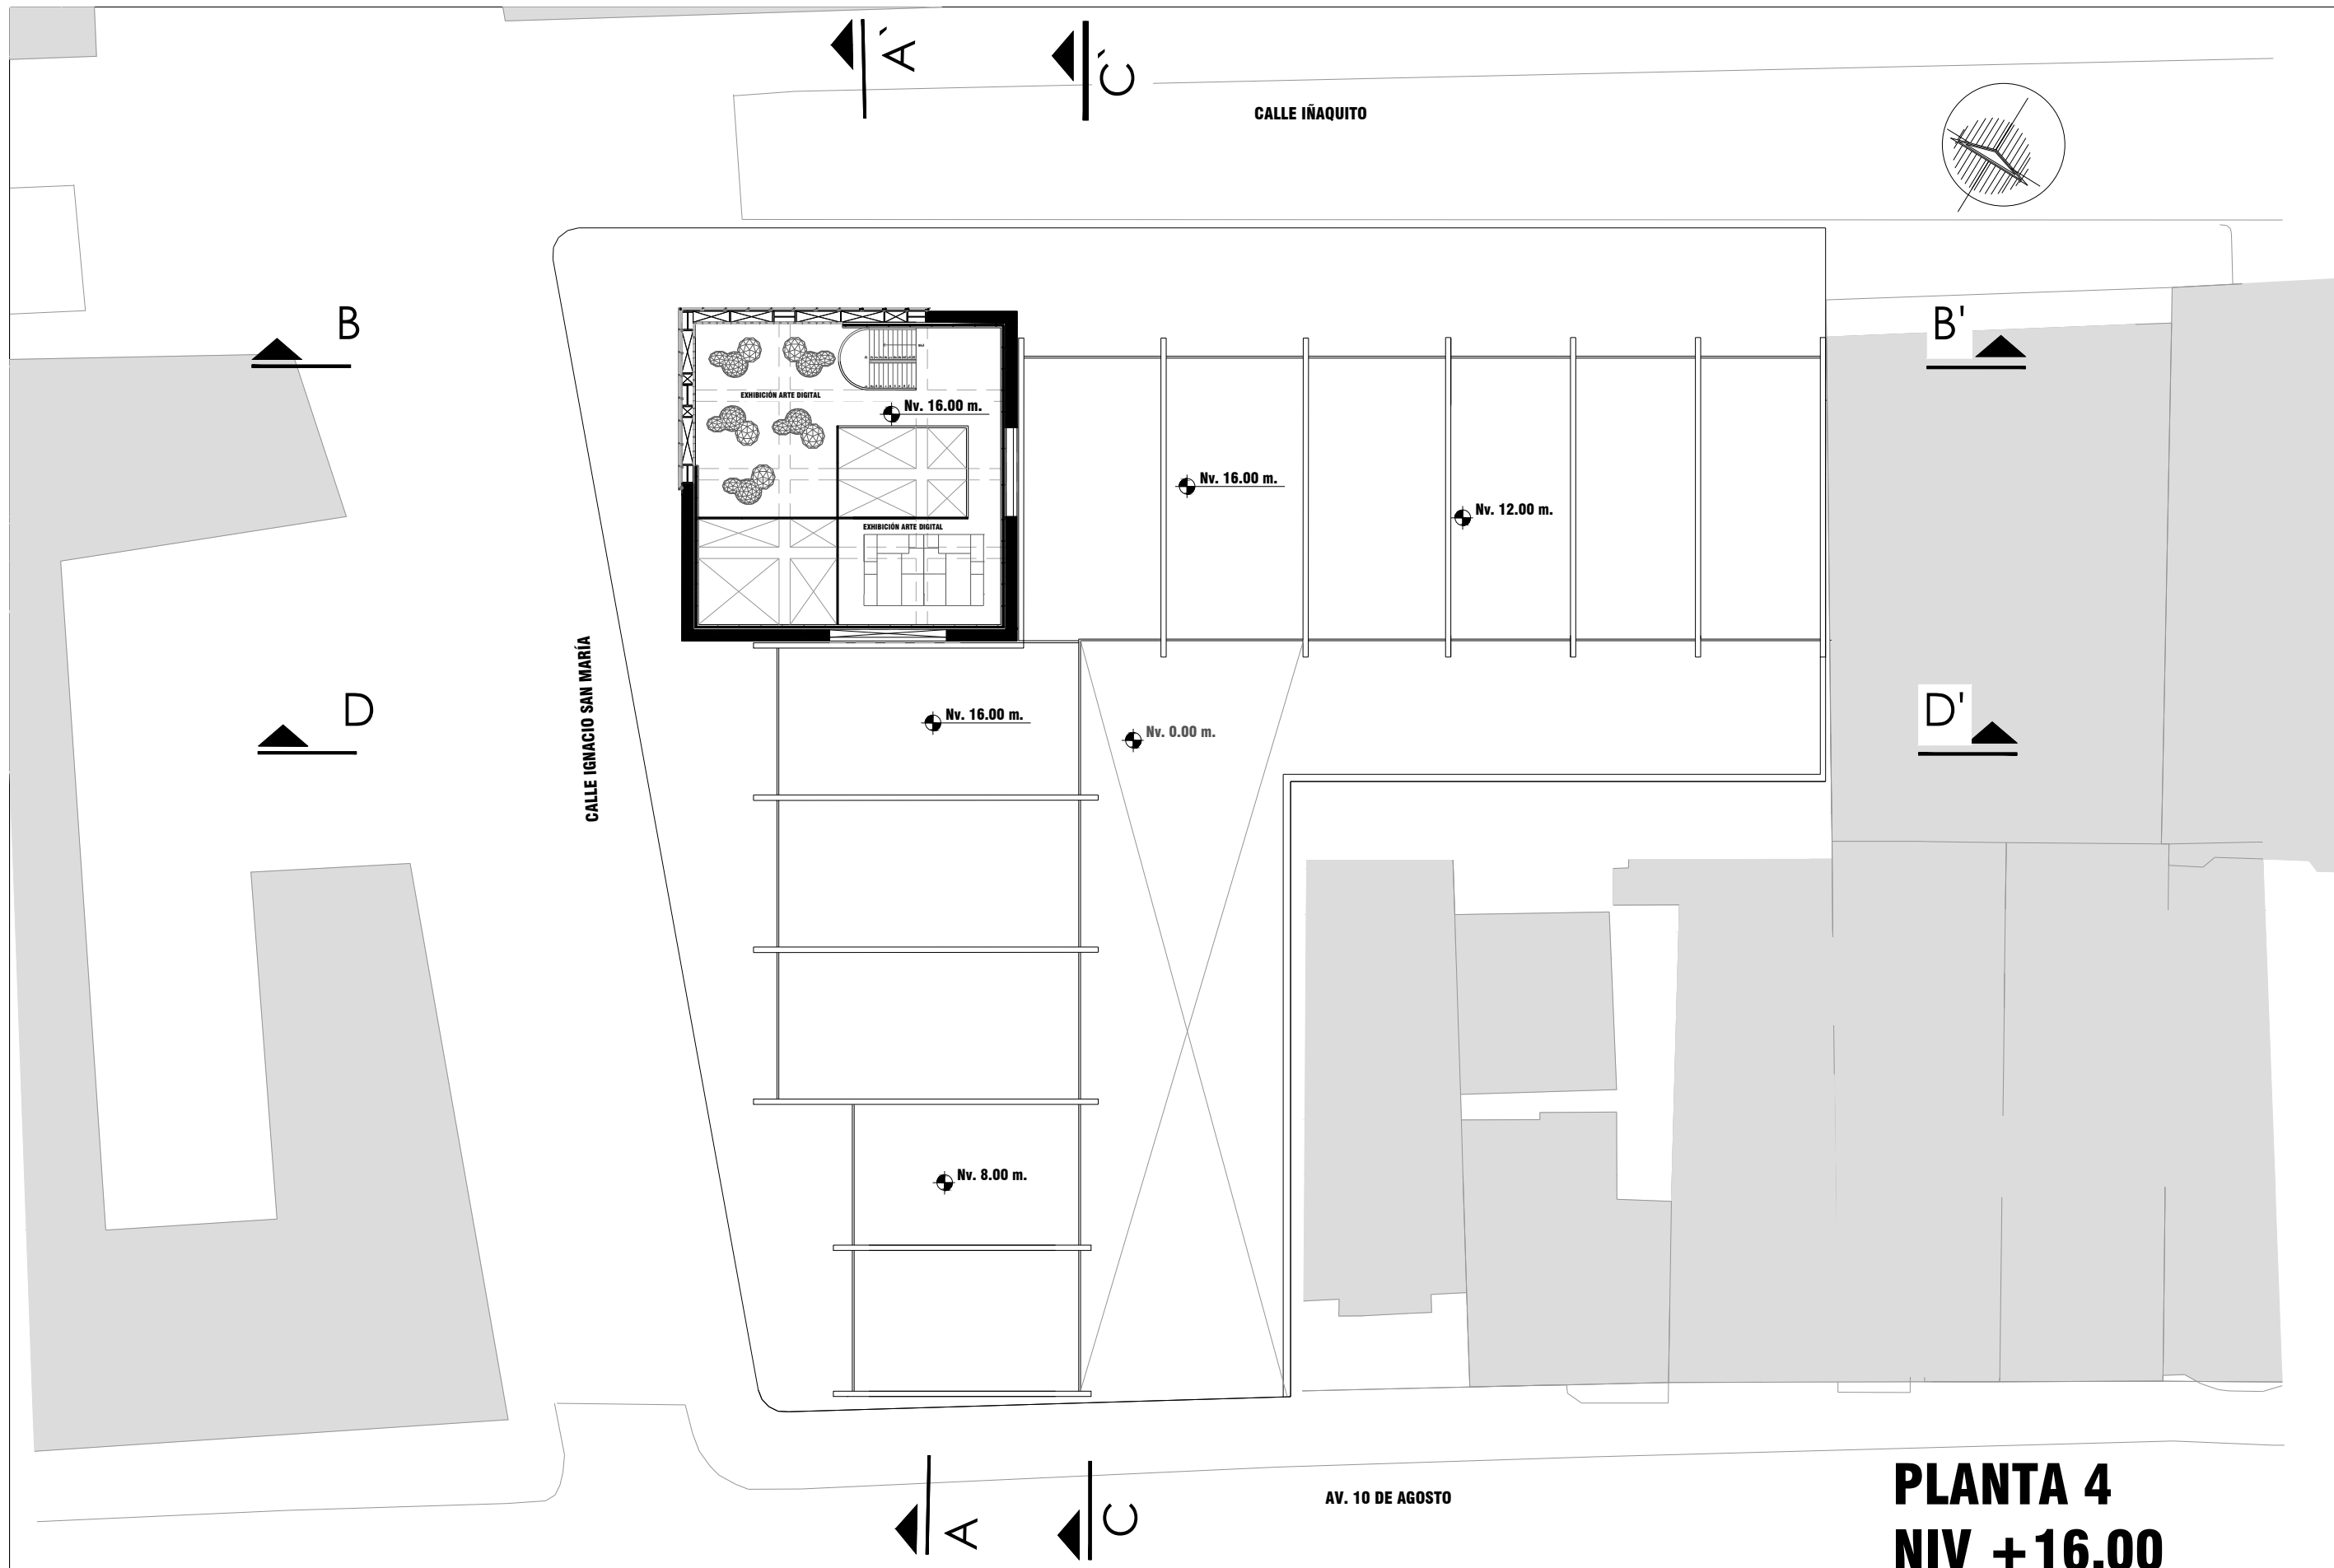 A`
C`
CALLE IÑAQUITO
B
B'
EXHIBICIÓN ARTE DIGITAL
Nv. 16.00 m.
Nv. 16.00 m.
Nv. 12.00 m.
EXHIBICIÓN ARTE DIGITAL
CALLE IGNACIO SAN MARÍA
D
D'
Nv. 16.00 m.
Nv. 0.00 m.
Nv. 8.00 m.
A
C
AV. 10 DE AGOSTO
PLANTA 4
NIV +16.00